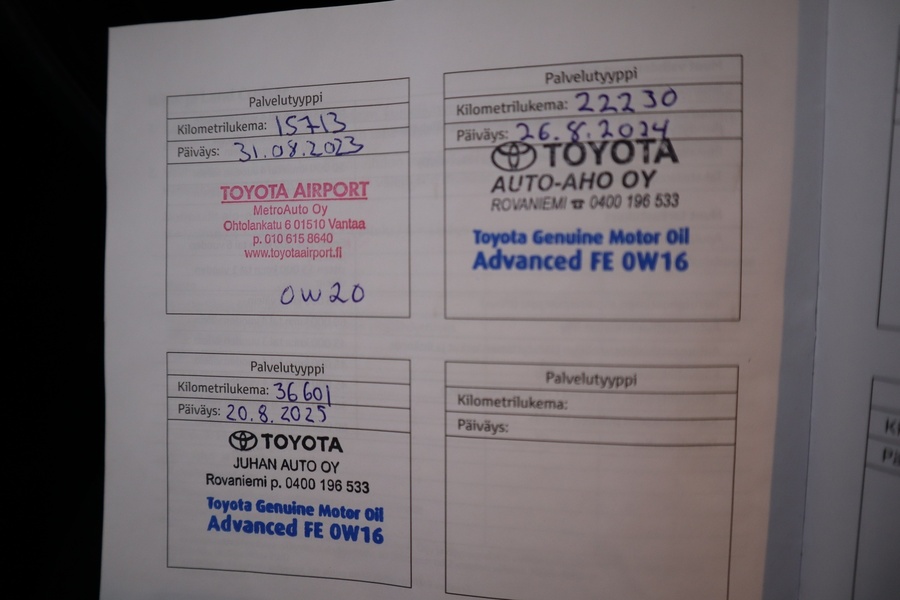 Palvelutyyppi
Kilometrilukema: 15713
Päiväys: 31.08.2023
TOYOTA AIRPORT
MetroAuto Oy
Ohtolankatu 6 01510 Vantaa
p. 010 615 8640
www.toyotaairport.fi
0W20
Palvelutyyppi
Kilometrilukema: 22230
Päiväys: 26.8.2024
TOYOTA
AUTO-AHO OY
ROVANIEMI ☎ 0400 196 533
Toyota Genuine Motor Oil
Advanced FE 0W16
Palvelutyyppi
Kilometrilukema: 36601
Päiväys: 20.8.2025
TOYOTA
JUHAN AUTO OY
Rovaniemi p. 0400 196 533
Toyota Genuine Motor Oil
Advanced FE 0W16
Palvelutyyppi
Kilometrilukema:
Päiväys: